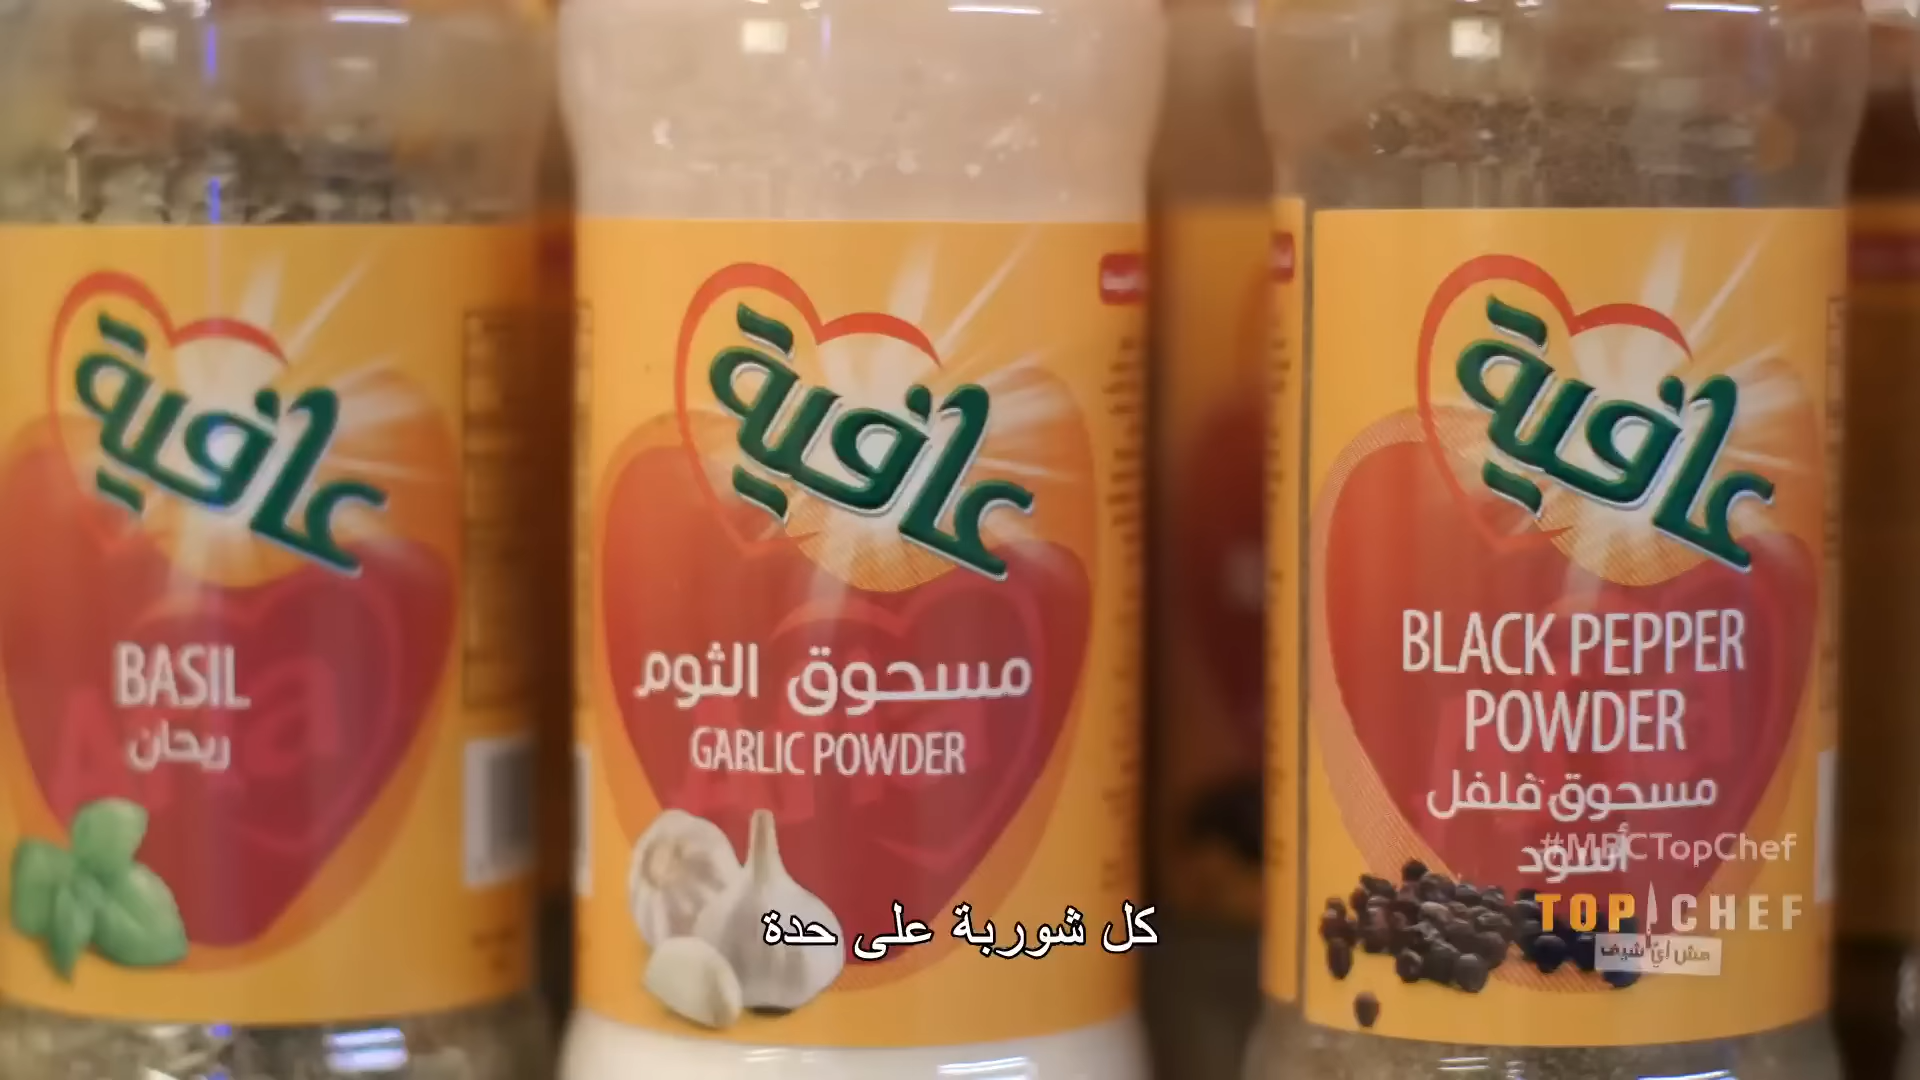 عافية
BASIL
ريحان
عافية
مسحوق الثوم
GARLIC POWDER
عافية
BLACK PEPPER
POWDER
مسحوق فلفل
أسود
#MBCTopChef
TOP CHEF
مش أيّ شيف
كل شوربة على حدة